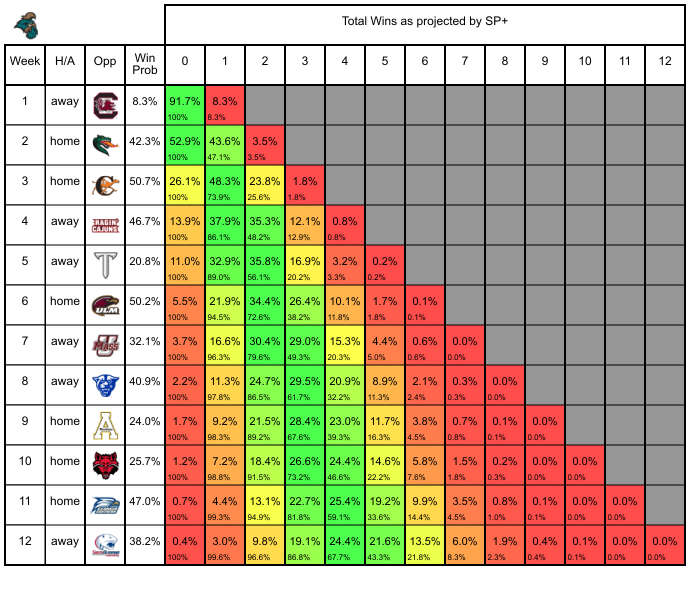 Total Wins as projected by SP+
Week H/A Opp Win Prob 0 1 2 3 4 5 6 7 8 9 10 11 12
1 away 8.3% 91.7% 8.3%
100% 8.3%
2 home 42.3% 52.9% 43.6% 3.5%
100% 47.1% 3.5%
3 home 50.7% 26.1% 48.3% 23.8% 1.8%
100% 73.9% 25.6% 1.8%
4 away 46.7% 13.9% 37.9% 35.3% 12.1% 0.8%
RAGIN' CAJUNS 100% 86.1% 48.2% 12.9% 0.8%
5 away 20.8% 11.0% 32.9% 35.8% 16.9% 3.2% 0.2%
T 100% 89.0% 56.1% 20.2% 3.3% 0.2%
6 home 50.2% 5.5% 21.9% 34.4% 26.4% 10.1% 1.7% 0.1%
ULM 100% 94.5% 72.6% 38.2% 11.8% 1.8% 0.1%
7 away 32.1% 3.7% 16.6% 30.4% 29.0% 15.3% 4.4% 0.6% 0.0%
UMass 100% 96.3% 79.6% 49.3% 20.3% 5.0% 0.6% 0.0%
8 away 40.9% 2.2% 11.3% 24.7% 29.5% 20.9% 8.9% 2.1% 0.3% 0.0%
100% 97.8% 86.5% 61.7% 32.2% 11.3% 2.4% 0.3% 0.0%
9 home 24.0% 1.7% 9.2% 21.5% 28.4% 23.0% 11.7% 3.8% 0.7% 0.1% 0.0%
A 100% 98.3% 89.2% 67.6% 39.3% 16.3% 4.5% 0.8% 0.1% 0.0%
10 home 25.7% 1.2% 7.2% 18.4% 26.6% 24.4% 14.6% 5.8% 1.5% 0.2% 0.0% 0.0%
100% 98.8% 91.5% 73.2% 46.6% 22.2% 7.6% 1.8% 0.3% 0.0% 0.0%
11 home 47.0% 0.7% 4.4% 13.1% 22.7% 25.4% 19.2% 9.9% 3.5% 0.8% 0.1% 0.0% 0.0%
100% 99.3% 94.9% 81.8% 59.1% 33.6% 14.4% 4.5% 1.0% 0.1% 0.0% 0.0%
12 away 38.2% 0.4% 3.0% 9.8% 19.1% 24.4% 21.6% 13.5% 6.0% 1.9% 0.4% 0.1% 0.0% 0.0%
100% 99.6% 96.6% 86.8% 67.7% 43.3% 21.8% 8.3% 2.3% 0.4% 0.1% 0.0% 0.0%